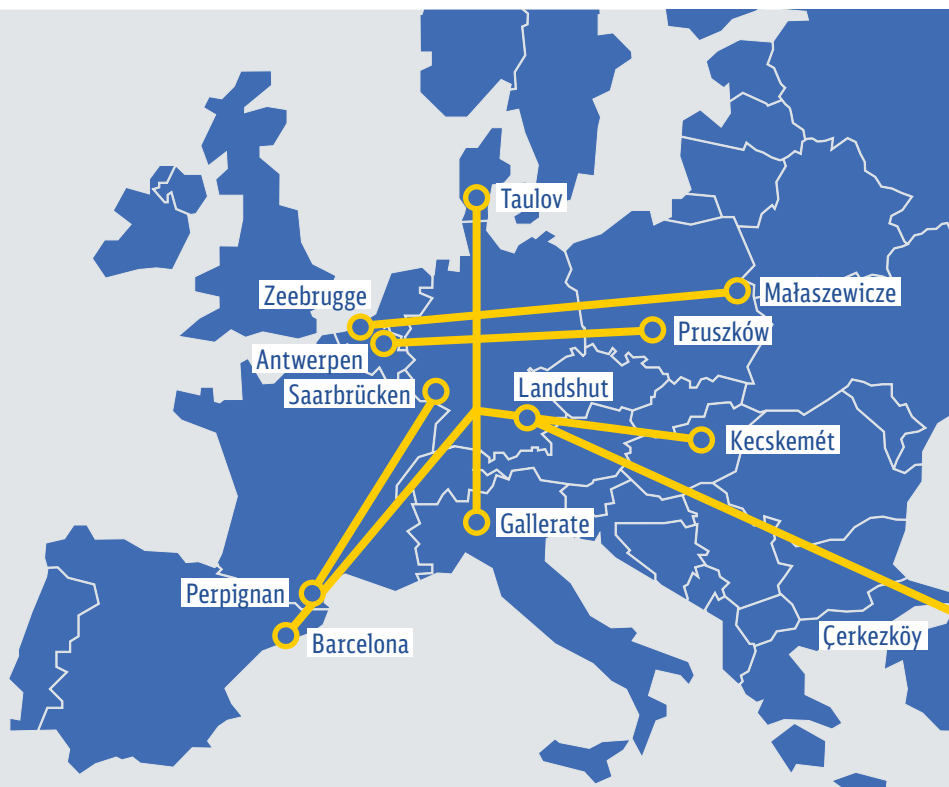 Taulov
Zeebrugge
Małaszewicze
Pruszków
Antwerpen
Saarbrücken
Landshut
Kecskemét
Gallerate
Perpignan
Barcelona
Çerkezköy